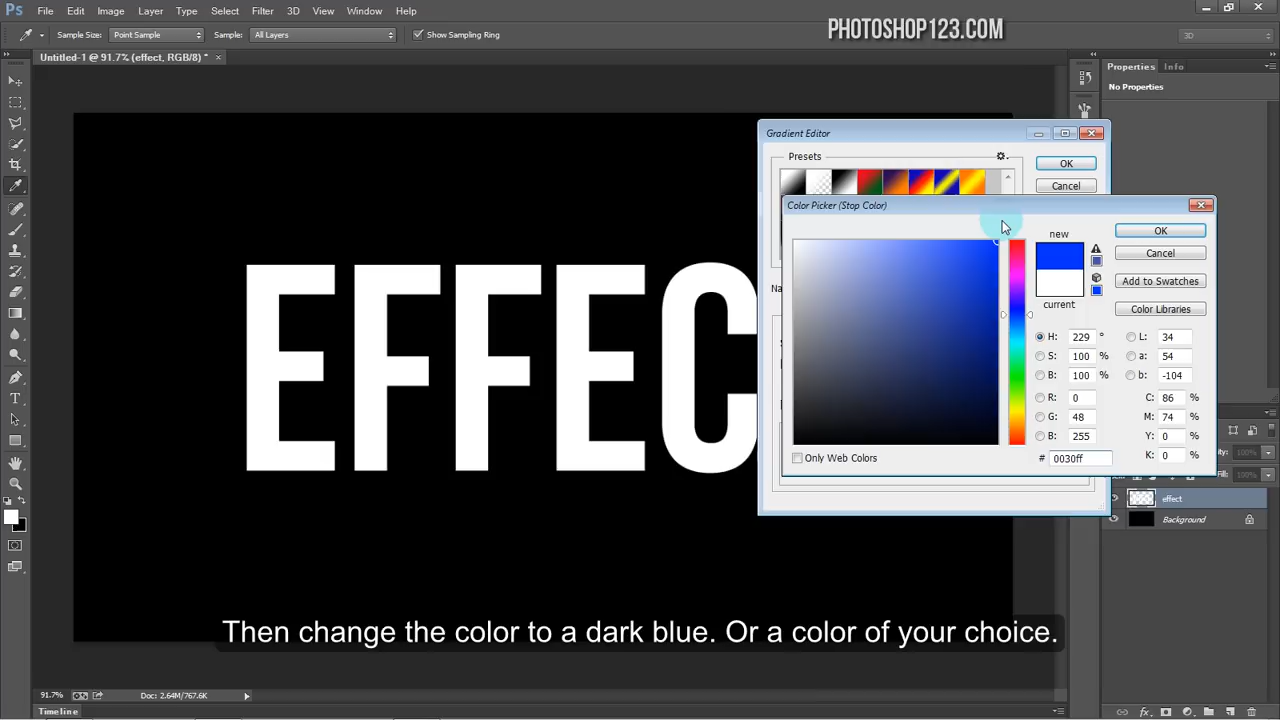 Ps File Edit Image Layer Type Select Filter 3D View Window Help
Sample Size: Point Sample Sample: All Layers Show Sampling Ring
PHOTOSHOP123.COM
3D
Untitled-1 @ 91.7% (effect, RGB/8) *
Properties Info
No Properties
EFFEC
Gradient Editor
Presets
OK
Cancel
Color Picker (Stop Color)
new
current
OK
Cancel
Add to Swatches
Color Libraries
H: 229 °
S: 100 %
B: 100 %
R: 0
G: 48
B: 255
L: 34
a: 54
b: -104
C: 86 %
M: 74 %
Y: 0 %
K: 0 %
Only Web Colors
# 0030ff
100%
Fill: 100%
effect
Background
Then change the color to a dark blue. Or a color of your choice.
91.7% Doc: 2.64M/767.6K
Timeline